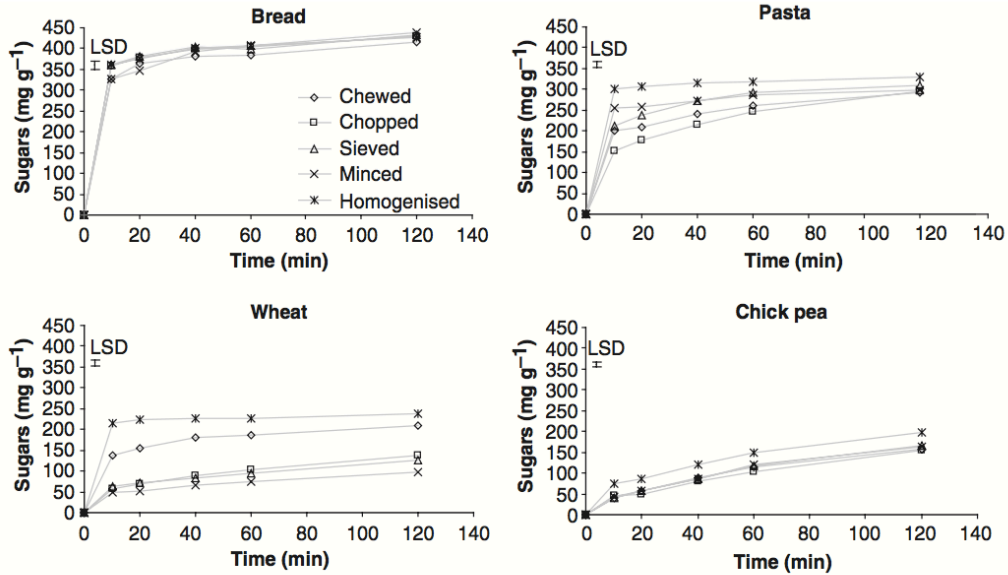 Bread
450
400
350
300
250
200
150
100
50
0
Sugars (mg g⁻¹)
LSD
Chewed
Chopped
Sieved
Minced
Homogenised
0 20 40 60 80 100 120 140
Time (min)
Pasta
450
400
350
300
250
200
150
100
50
0
Sugars (mg g⁻¹)
LSD
0 20 40 60 80 100 120 140
Time (min)
Wheat
450
400
350
300
250
200
150
100
50
0
Sugars (mg g⁻¹)
LSD
0 20 40 60 80 100 120 140
Time (min)
Chick pea
450
400
350
300
250
200
150
100
50
0
Sugars (mg g⁻¹)
LSD
0 20 40 60 80 100 120 140
Time (min)